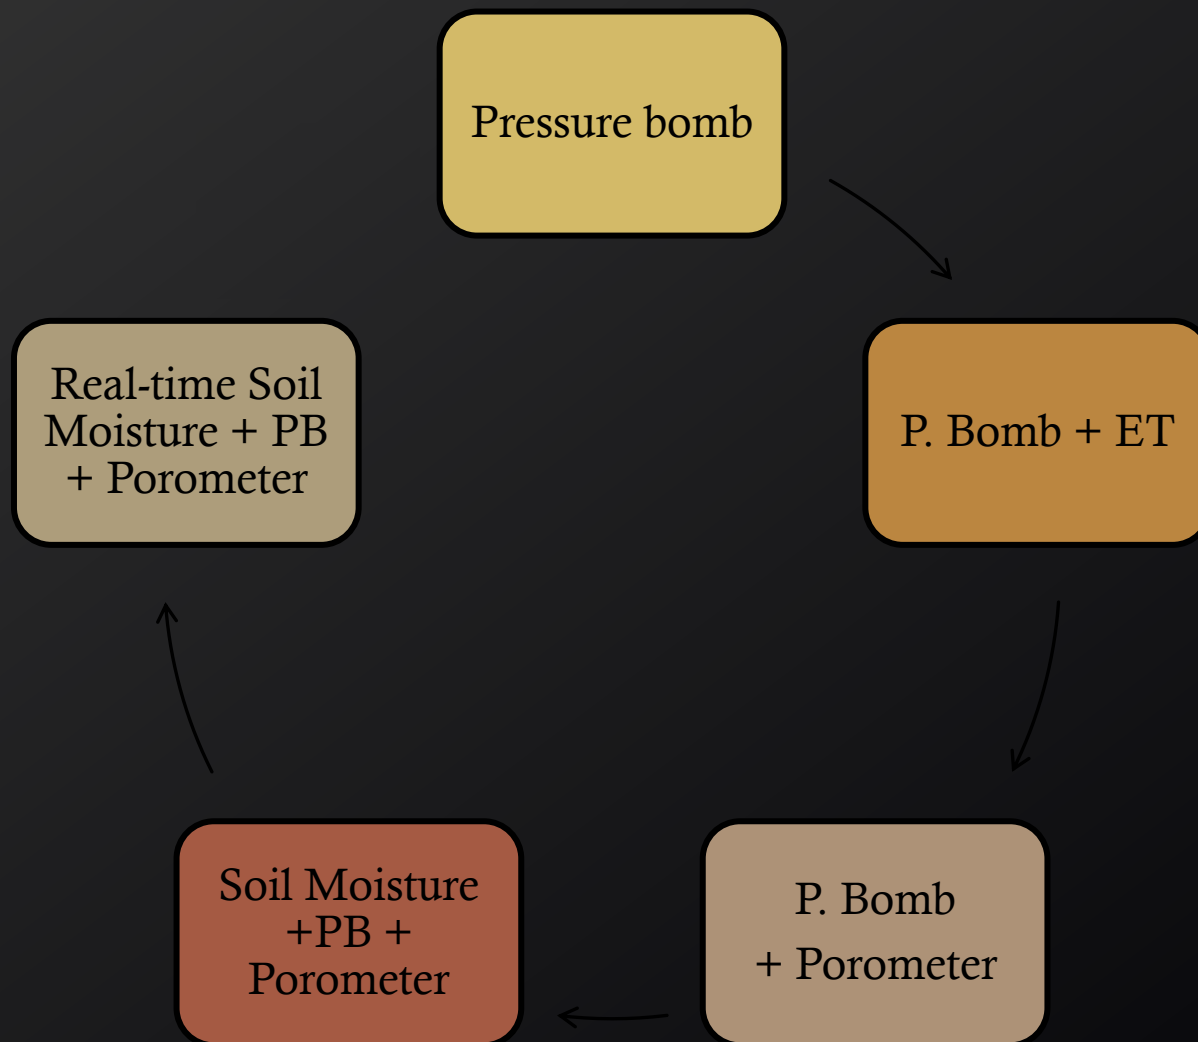 Pressure bomb
P. Bomb + ET
P. Bomb
+ Porometer
Soil Moisture
+PB +
Porometer
Real-time Soil
Moisture + PB
+ Porometer